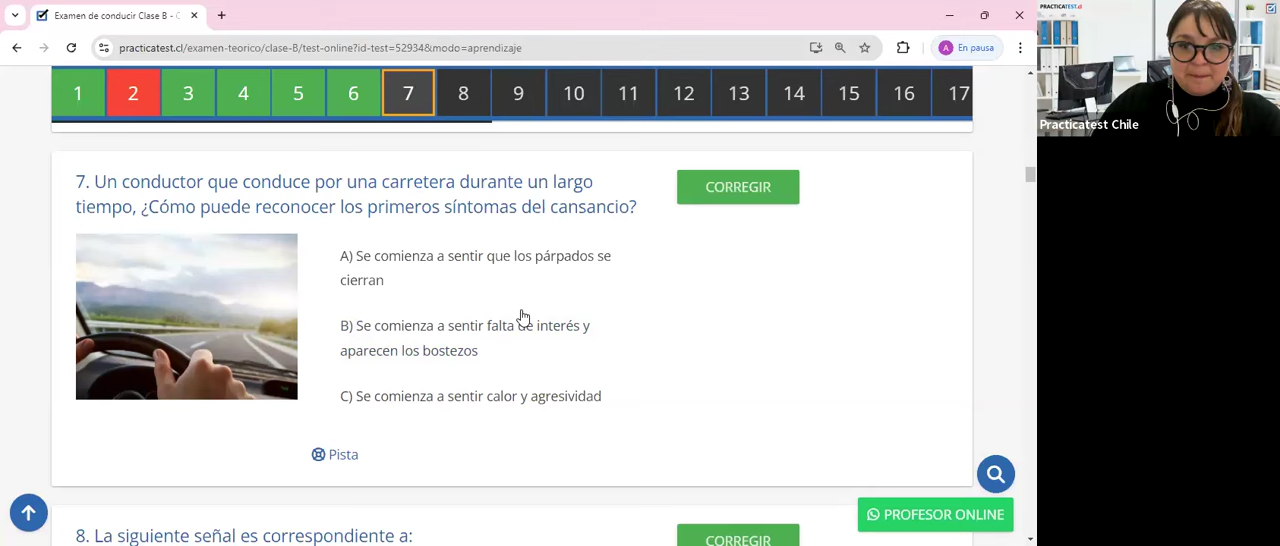 Examen de conducir Clase B - C
practicatest.cl/examen-teorico/clase-B/test-online?id-test=52934&modo=aprendizaje
A En pausa
PRACTICATEST.cl
Practicatest Chile
1 2 3 4 5 6 7 8 9 10 11 12 13 14 15 16 17
7. Un conductor que conduce por una carretera durante un largo
tiempo, ¿Cómo puede reconocer los primeros síntomas del cansancio?
CORREGIR
A) Se comienza a sentir que los párpados se
cierran
B) Se comienza a sentir falta de interés y
aparecen los bostezos
C) Se comienza a sentir calor y agresividad
Pista
PROFESOR ONLINE
8. La siguiente señal es correspondiente a:
CORREGIR